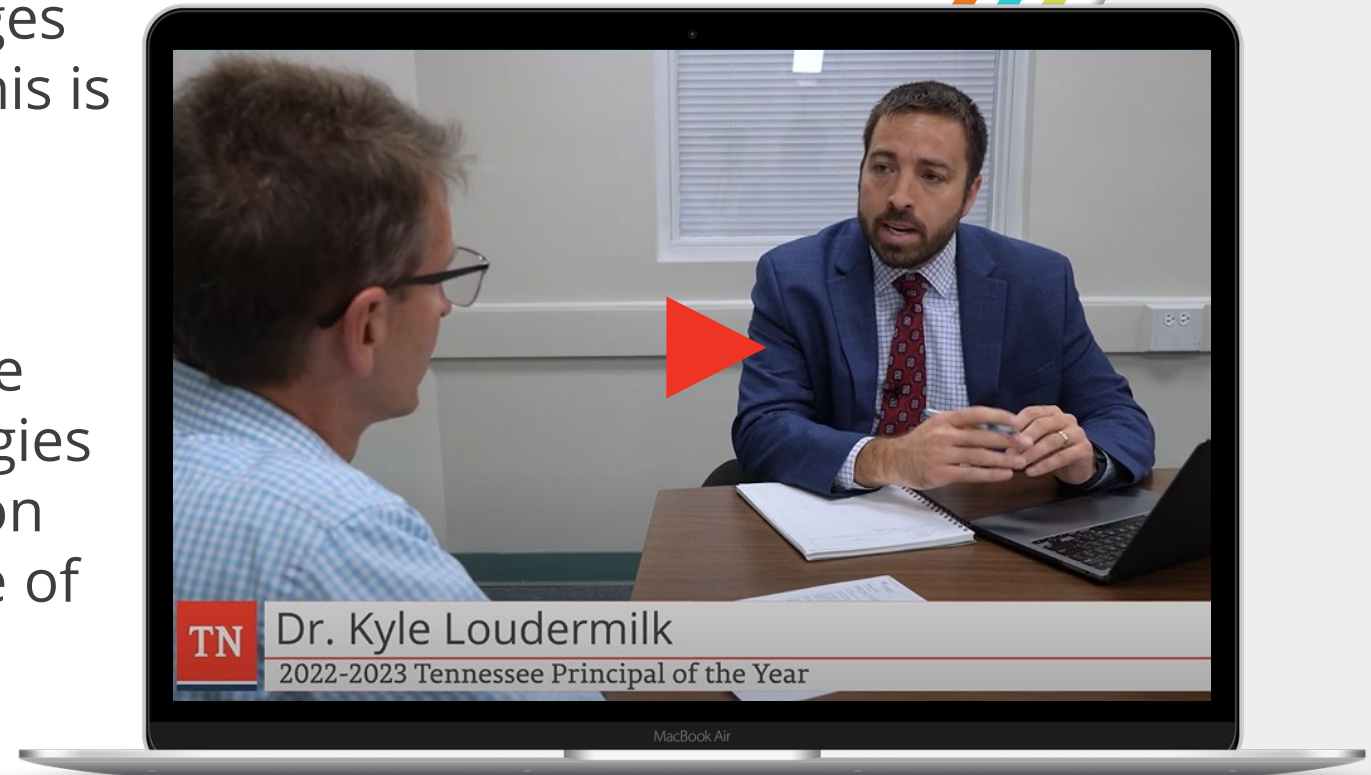 ges
his is
e
gies
on
e of
TN
Dr. Kyle Loudermilk
2022-2023 Tennessee Principal of the Year
MacBook Air